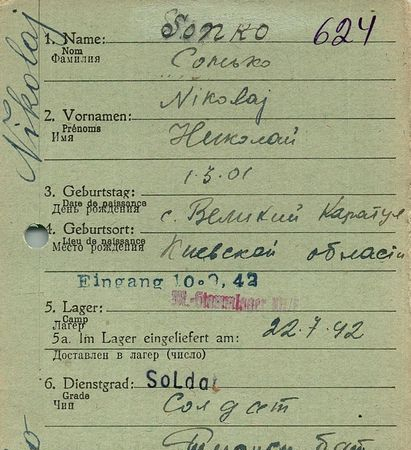 Nikolaj
1. Name: Sonko 624
Nom
Фамилия Сонько
Nikolaj
2. Vornamen:
Prénoms
Имя Николай
1.5.01
3. Geburtstag:
Date de naissance
День рождения с. Великий Каратул
4. Geburtsort:
Lieu de naissance
Место рождения Киевской области
Eingang 10.9.42
5. Lager:
Camp
Лагерь
5a. Im Lager eingeliefert am: 22.7.42
Доставлен в лагерь (число)
6. Dienstgrad: Soldat
Grade
Чин Солдат
бат